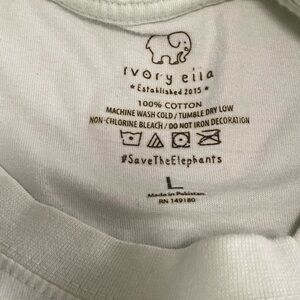 ivory ella
★ Established 2015 ★
100% COTTON
MACHINE WASH COLD / TUMBLE DRY LOW
NON-CHLORINE BLEACH / DO NOT IRON DECORATION
#SaveTheElephants
L
Made in Pakistan
RN 149180